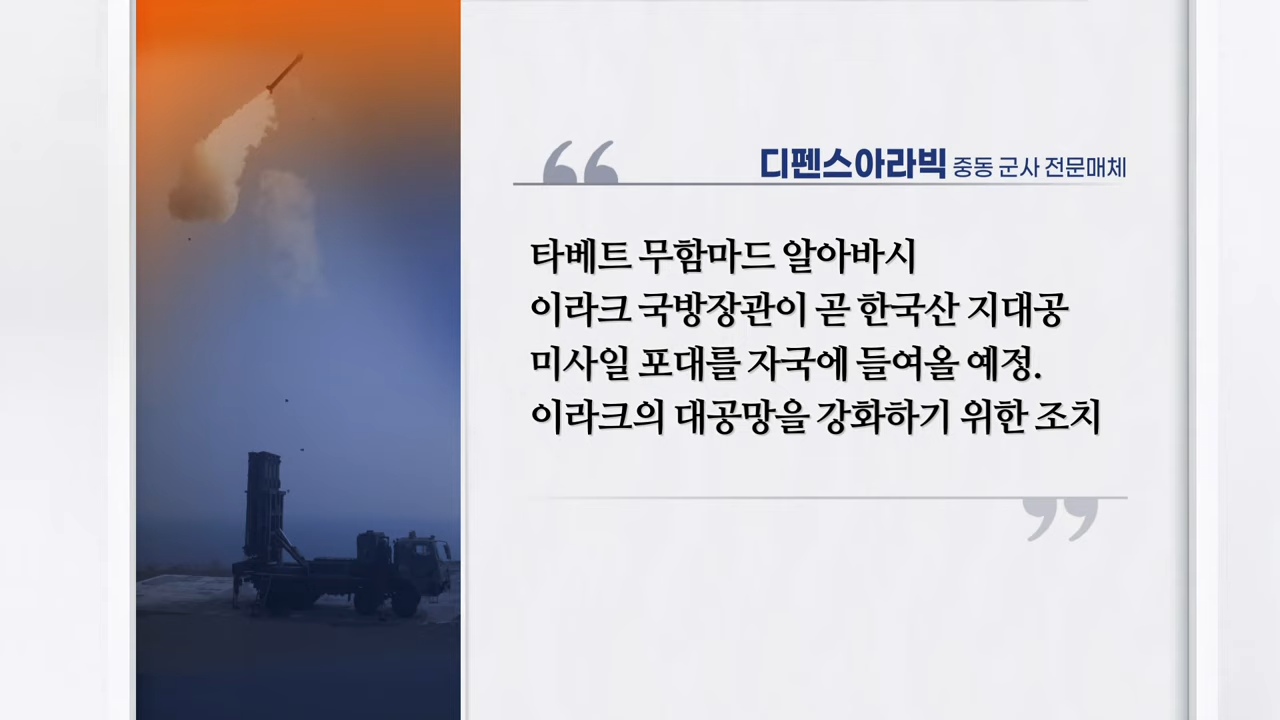 디펜스아라빅 중동 군사 전문매체
타베트 무함마드 알아바시
이라크 국방장관이 곧 한국산 지대공
미사일 포대를 자국에 들여올 예정.
이라크의 대공망을 강화하기 위한 조치